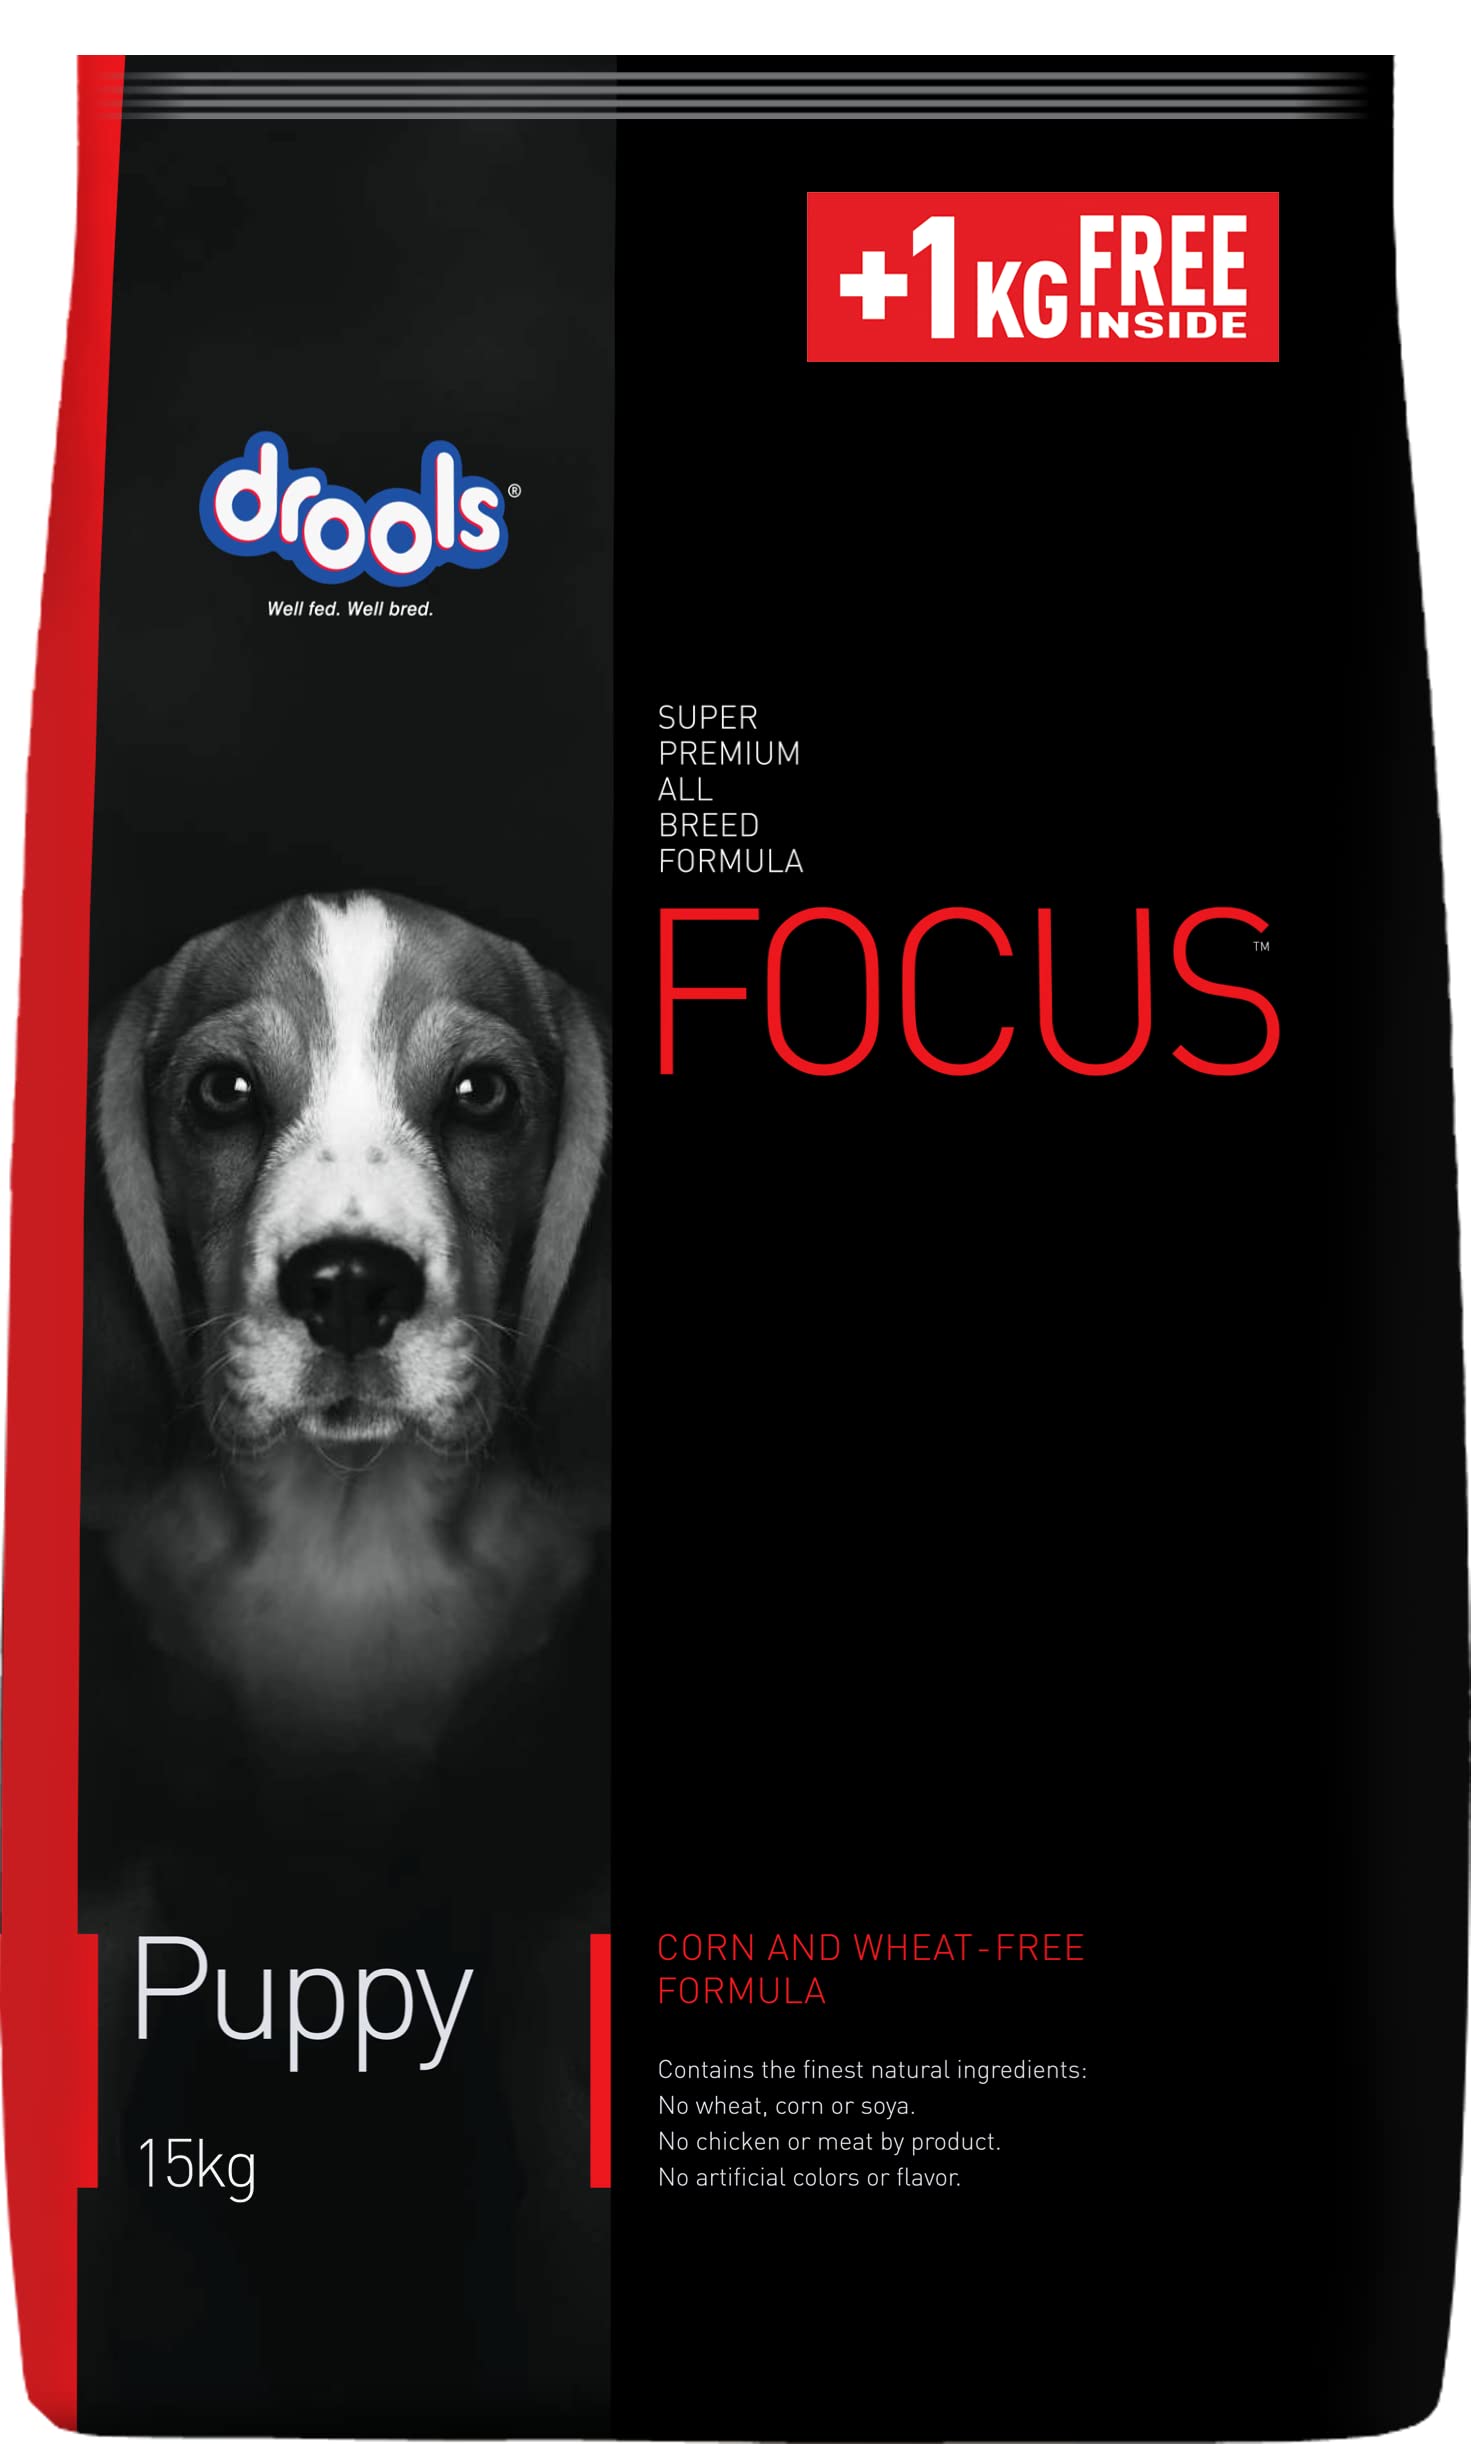 +1 KG FREE
INSIDE
drools®
Well fed. Well bred.
SUPER
PREMIUM
ALL
BREED
FORMULA
FOCUS™
Puppy
15kg
CORN AND WHEAT-FREE
FORMULA
Contains the finest natural ingredients:
No wheat, corn or soya.
No chicken or meat by product.
No artificial colors or flavor.